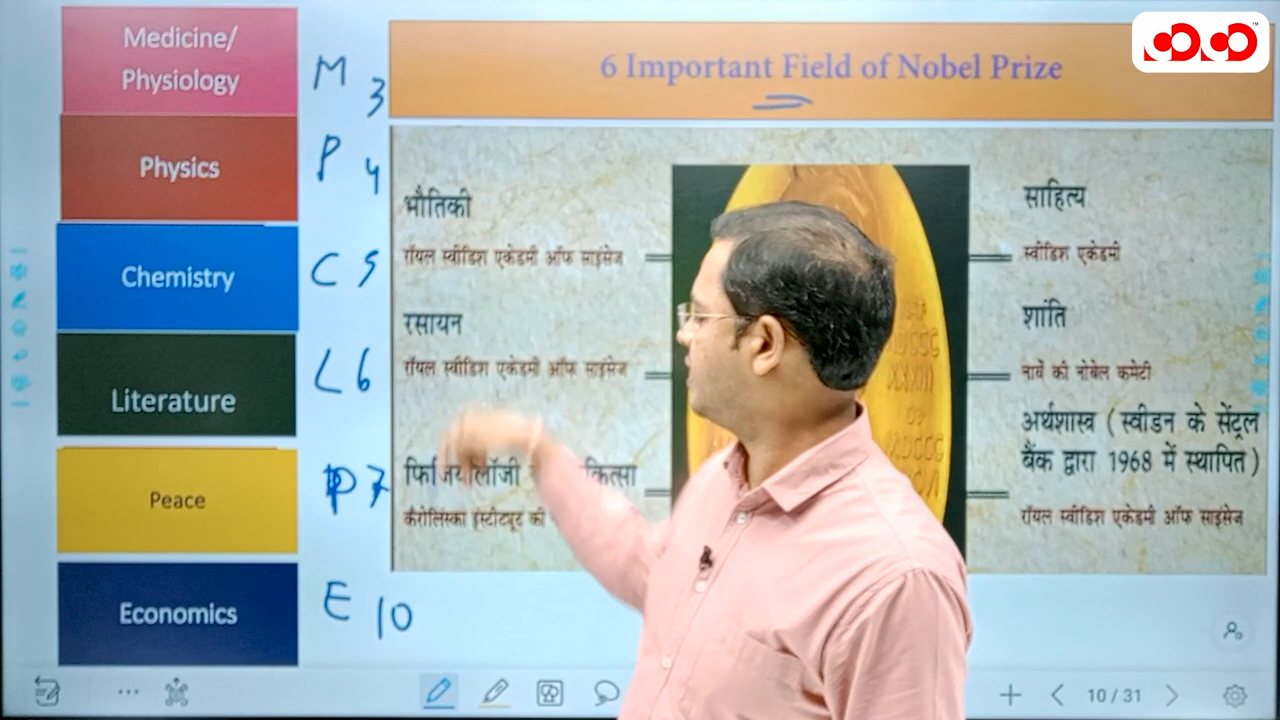 Medicine/
Physiology
M 3
Physics
P 4
Chemistry
C 5
Literature
L 6
Peace
P 7
Economics
E 10
6 Important Field of Nobel Prize
भौतिकी
रॉयल स्वीडिश एकेडमी ऑफ साइंसेज
रसायन
रॉयल स्वीडिश एकेडमी ऑफ साइंसेज
कैरोलिंस्का इंस्टीट्यूट की
साहित्य
स्वीडिश एकेडमी
शांति
नार्वे की नोबेल कमेटी
अर्थशास्त्र ( स्वीडन के सेंट्रल
बैंक द्वारा 1968 में स्थापित )
रॉयल स्वीडिश एकेडमी ऑफ साइंसेज
10 / 31